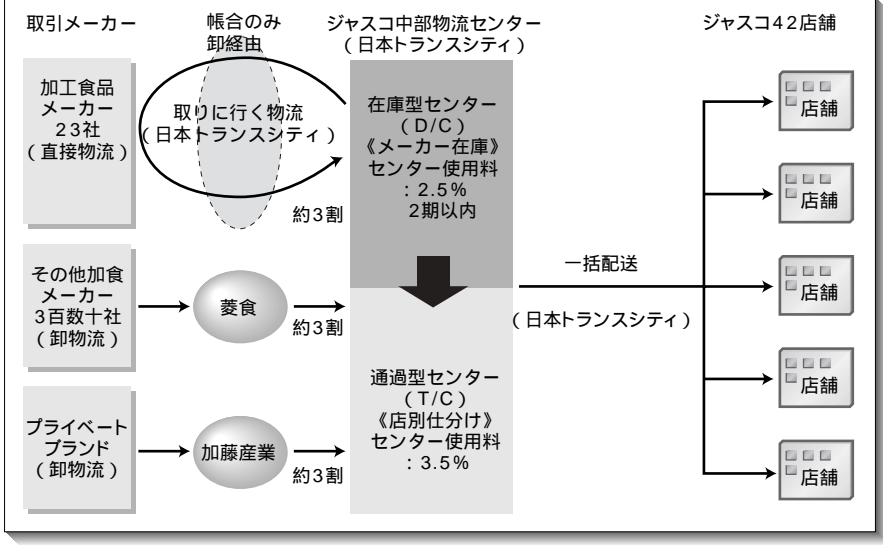 取引メーカー
帳合のみ
卸経由
ジャスコ中部物流センター
(日本トランスシティ)
ジャスコ42店舗
加工食品
メーカー
23社
(直接物流)
取りに行く物流
(日本トランスシティ)
約3割
在庫型センター
(D/C)
《メーカー在庫》
センター使用料
:2.5%
2期以内
その他加食
メーカー
3百数十社
(卸物流)
菱食
約3割
プライベート
ブランド
(卸物流)
加藤産業
約3割
通過型センター
(T/C)
《店別仕分け》
センター使用料
:3.5%
一括配送
(日本トランスシティ)
店舗
店舗
店舗
店舗
店舗